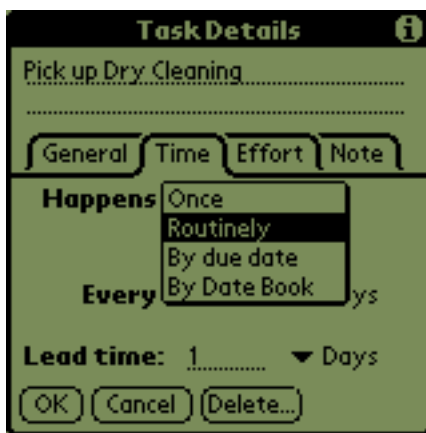 Task Details
Pick up Dry Cleaning
General Time Effort Note
Happens Once
Routinely
By due date
By Date Book
Every ys
Lead time: 1 Days
OK Cancel Delete...